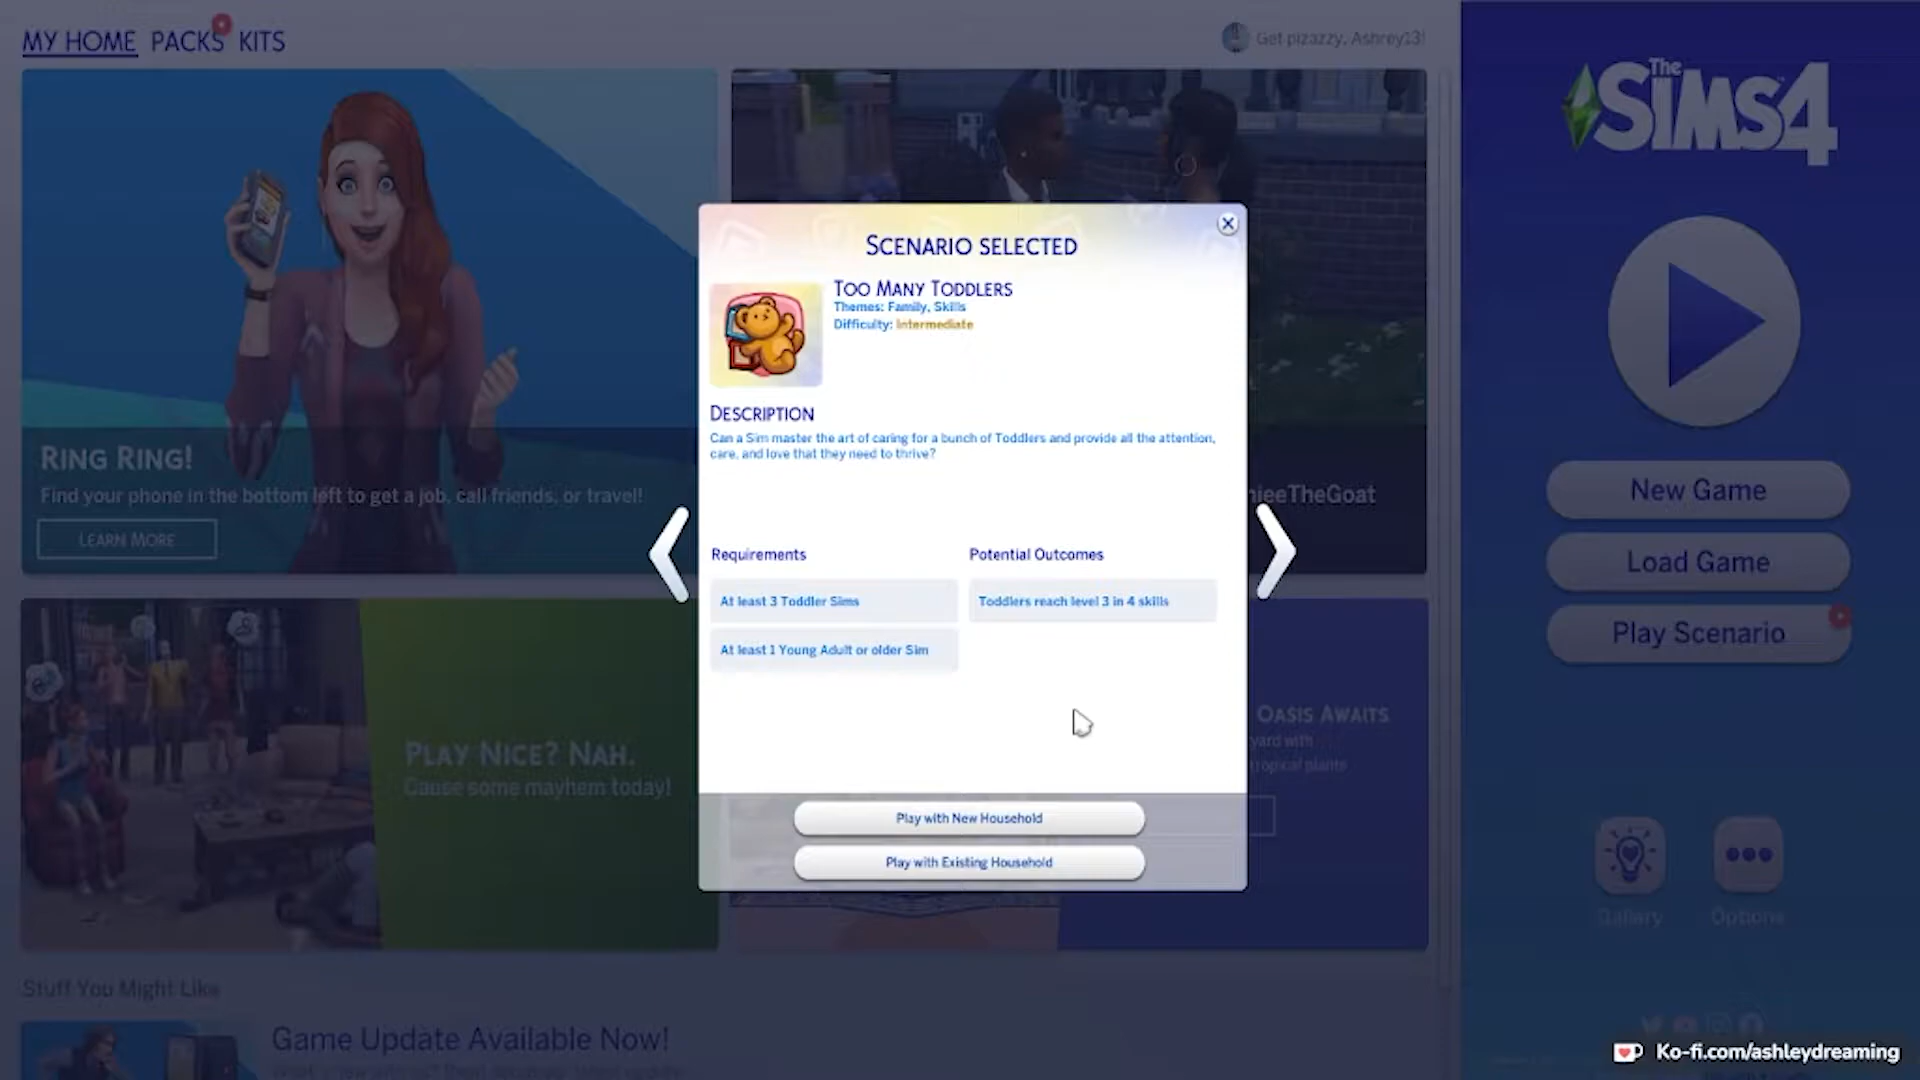 MY HOME PACKS KITS
Get pizazzy, Ashrey13!
The Sims 4
RING RING!
Find your phone in the bottom left to get a job, call friends, or travel!
LEARN MORE
SCENARIO SELECTED
TOO MANY TODDLERS
Themes: Family, Skills
Difficulty: Intermediate
DESCRIPTION
Can a Sim master the art of caring for a bunch of Toddlers and provide all the attention,
care, and love that they need to thrive?
Requirements
At least 3 Toddler Sims
At least 1 Young Adult or older Sim
Potential Outcomes
Toddlers reach level 3 in 4 skills
Play with New Household
Play with Existing Household
ieeTheGoat
New Game
Load Game
Play Scenario
PLAY NICE? NAH.
Cause some mayhem today!
OASIS AWAITS
yard with
tropical plants
Gallery
Options
Stuff You Might Like
Game Update Available Now!
Ko-fi.com/ashleydreaming